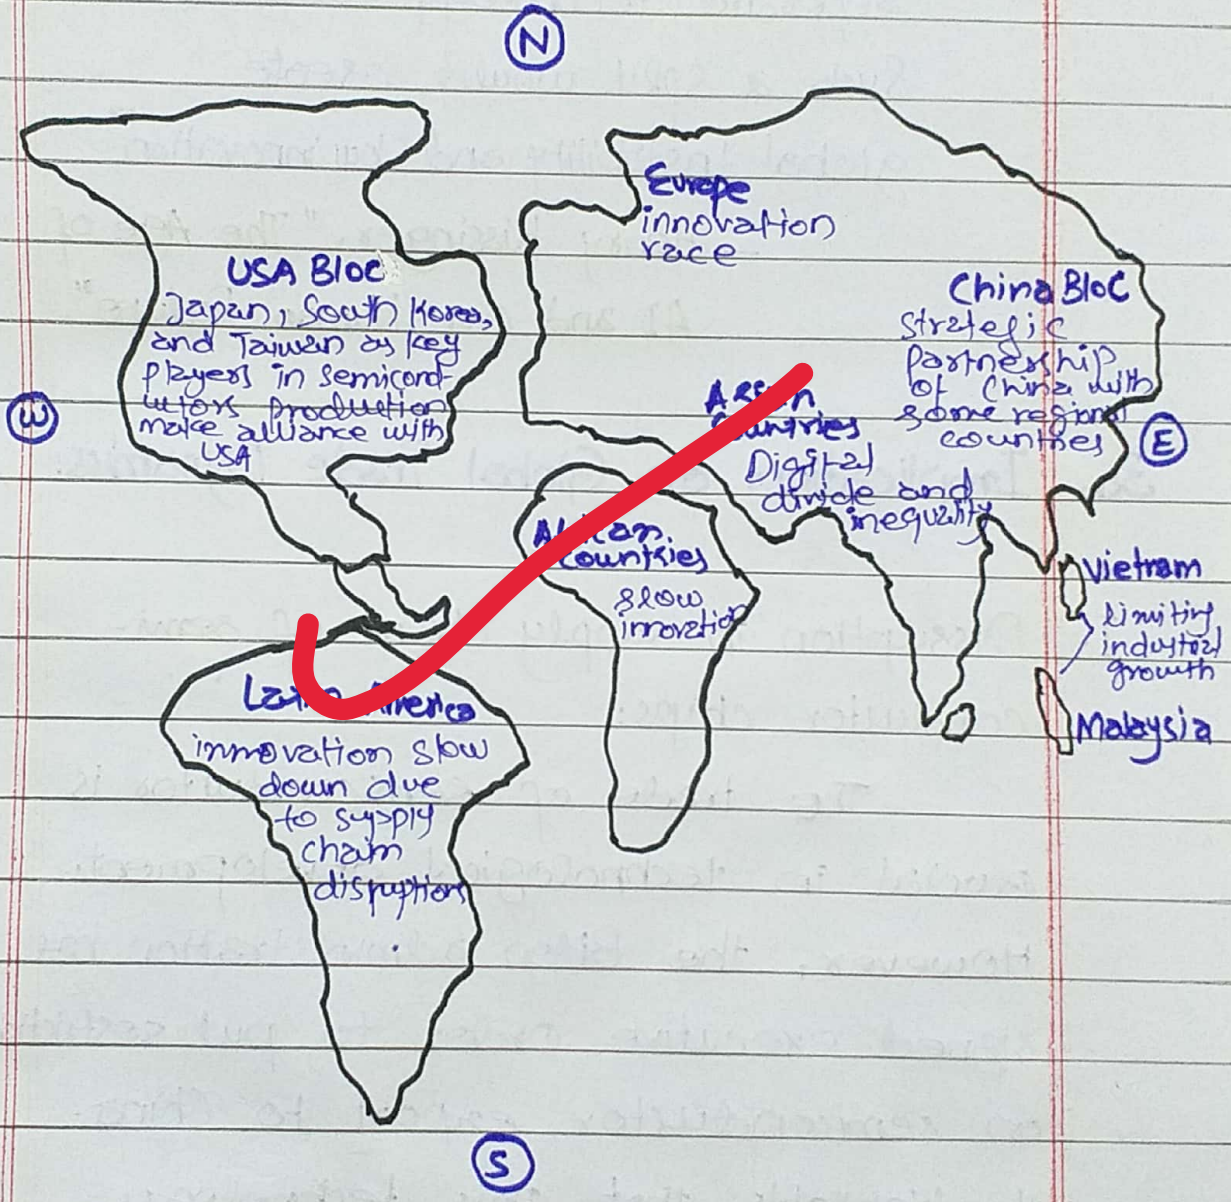 N
Europe
innovation
race
USA Bloc
Japan, South Korea,
and Taiwan as key
players in semicond-
uctors production
make alliance with
USA
China Bloc
strategic
partnership
of China with
some regional
countries
W
E
Countries
Digital
divide and
inequality
African
Countries
slow
innovation
Vietnam
limiting
industrial
growth
Malaysia
Latin America
innovation slow
down due
to supply
chain
disruptions
S